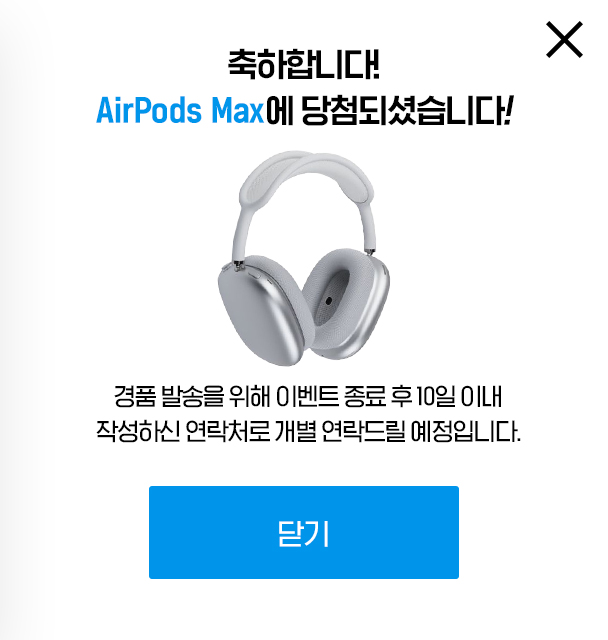 축하합니다!
AirPods Max에 당첨되셨습니다!
경품 발송을 위해 이벤트 종료 후 10일 이내
작성하신 연락처로 개별 연락드릴 예정입니다.
닫기